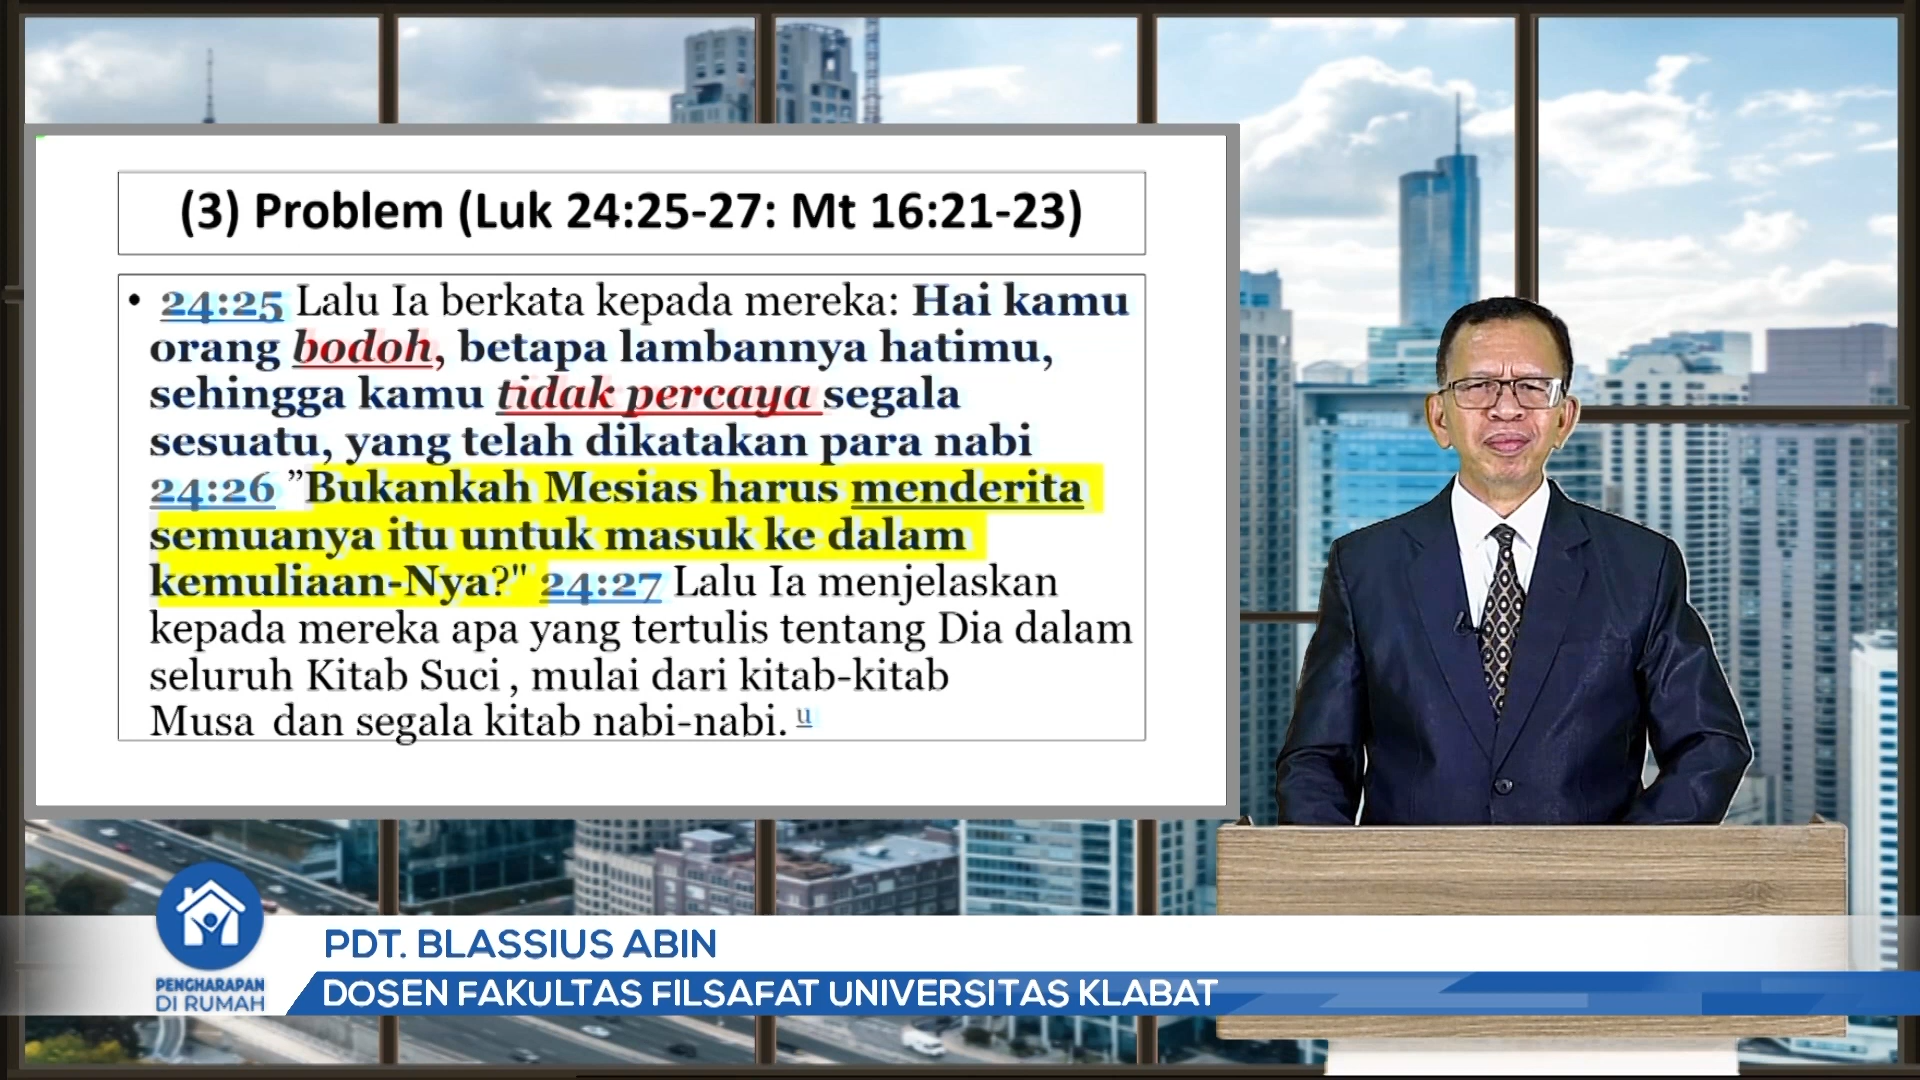 (3) Problem (Luk 24:25-27: Mt 16:21-23)
• 24:25 Lalu Ia berkata kepada mereka: Hai kamu
orang bodoh, betapa lambannya hatimu,
sehingga kamu tidak percaya segala
sesuatu, yang telah dikatakan para nabi
24:26 ”Bukankah Mesias harus menderita
semuanya itu untuk masuk ke dalam
kemuliaan-Nya?" 24:27 Lalu Ia menjelaskan
kepada mereka apa yang tertulis tentang Dia dalam
seluruh Kitab Suci , mulai dari kitab-kitab
Musa dan segala kitab nabi-nabi. u
PENGHARAPAN
DI RUMAH
PDT. BLASSIUS ABIN
DOSEN FAKULTAS FILSAFAT UNIVERSITAS KLABAT